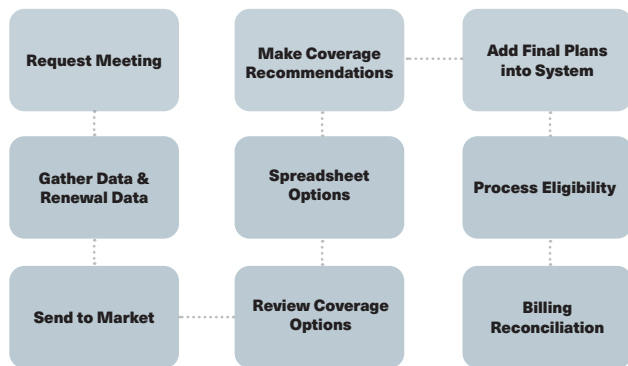 Request Meeting
Gather Data &
Renewal Data
Send to Market
Review Coverage
Options
Spreadsheet
Options
Make Coverage
Recommendations
Add Final Plans
into System
Process Eligibility
Billing
Reconciliation